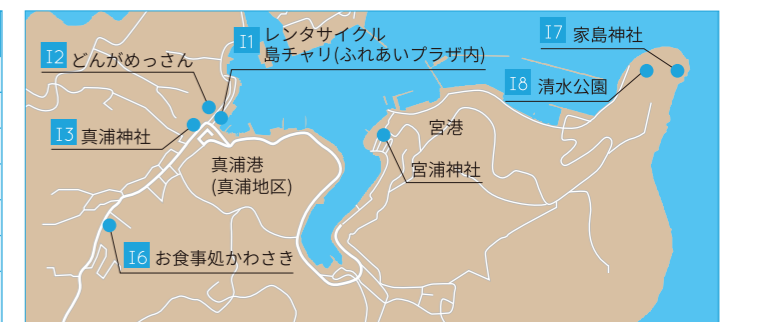 I1 レンタサイクル
島チャリ(ふれあいプラザ内)
I7 家島神社
I2 どんがめっさん
I8 清水公園
I3 真浦神社
宮港
真浦港
(真浦地区)
宮浦神社
I6 お食事処かわさき